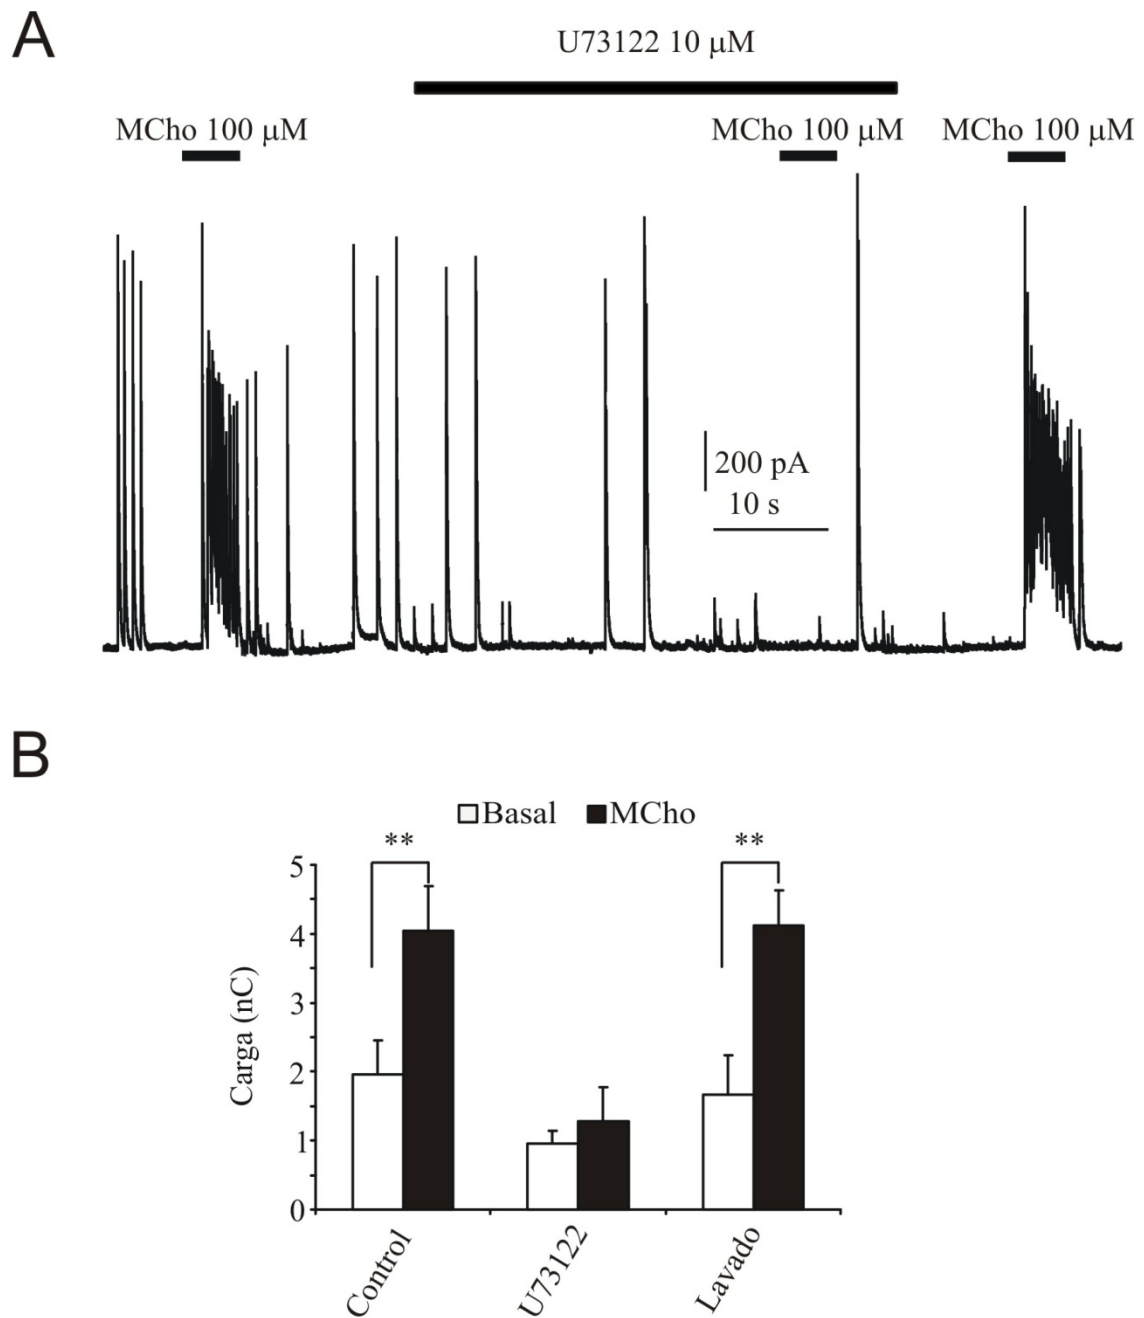 A
U73122 10 μM
MCho 100 μM
MCho 100 μM
MCho 100 μM
200 pA
10 s
B
Basal
MCho
**
**
5
4
3
2
1
0
Carga (nC)
Control
U73122
Lavado